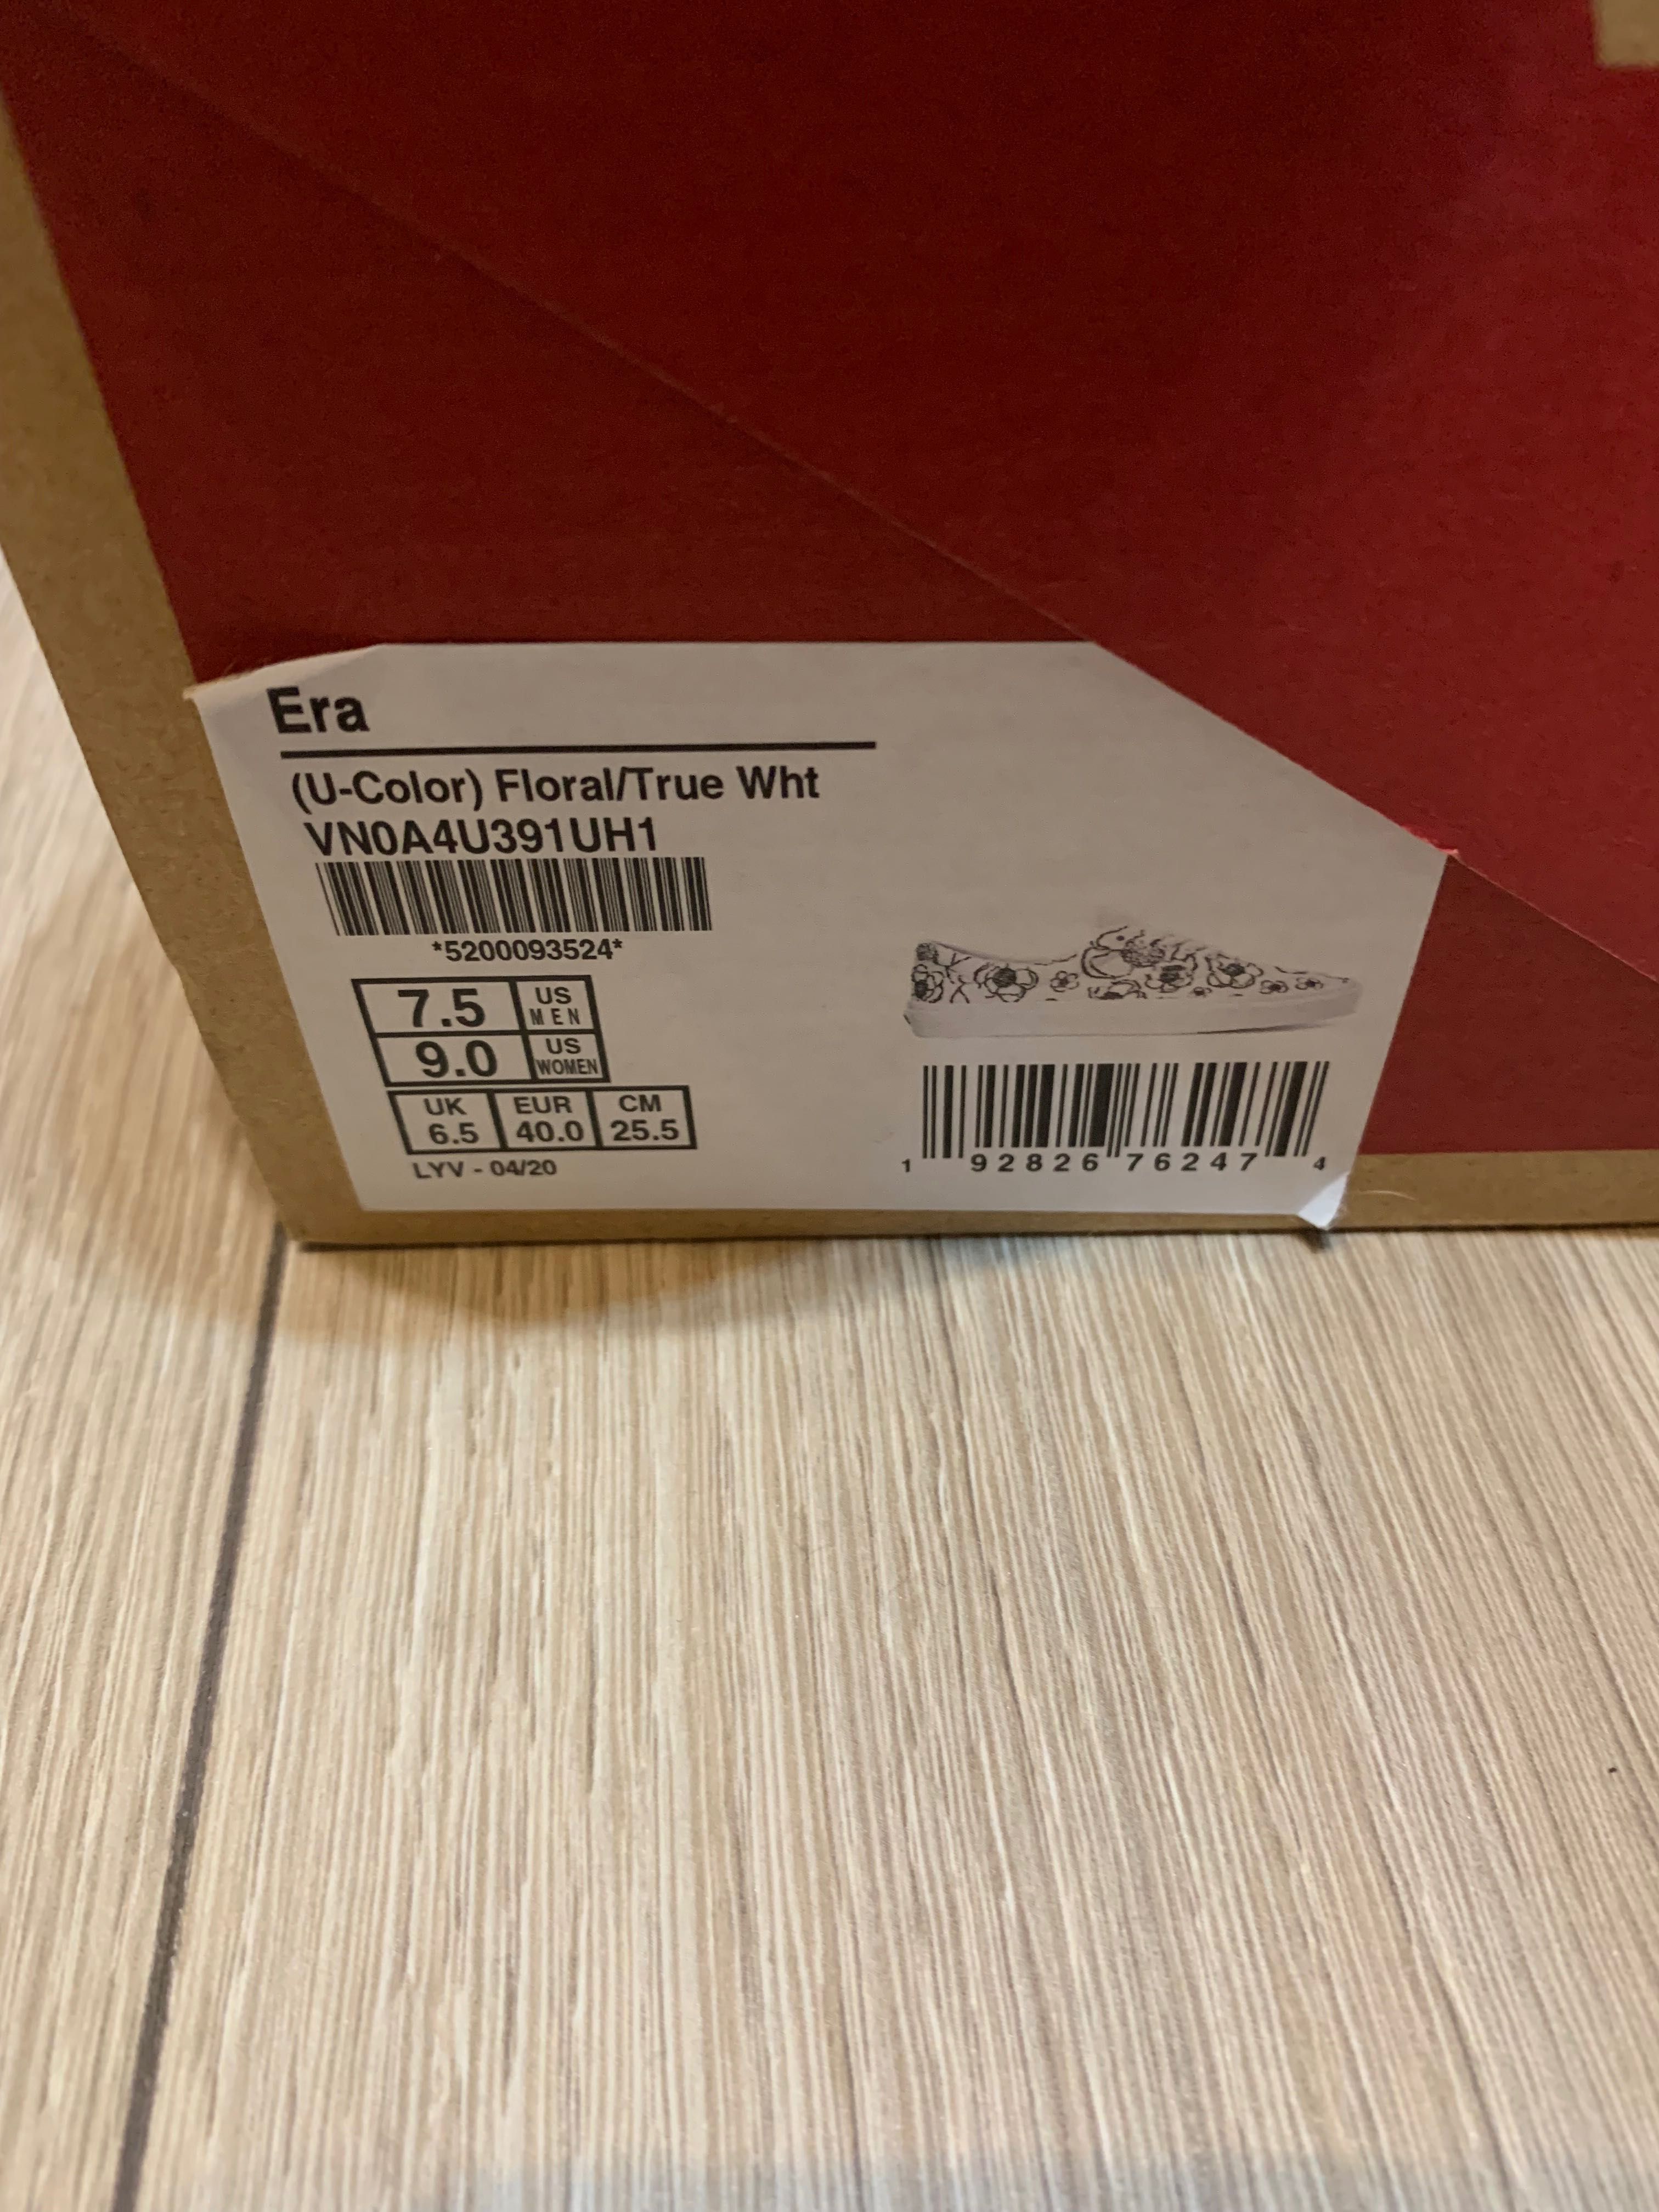 Era
(U-Color) Floral/True Wht
VN0A4U391UH1
*5200093524*
7.5 US MEN
9.0 US WOMEN
UK EUR CM
6.5 40.0 25.5
LYV - 04/20
1 92826 76247 4